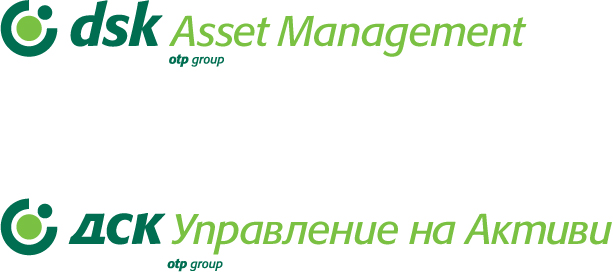 dsk Asset Management
otp group
дск Управление на Активи
otp group